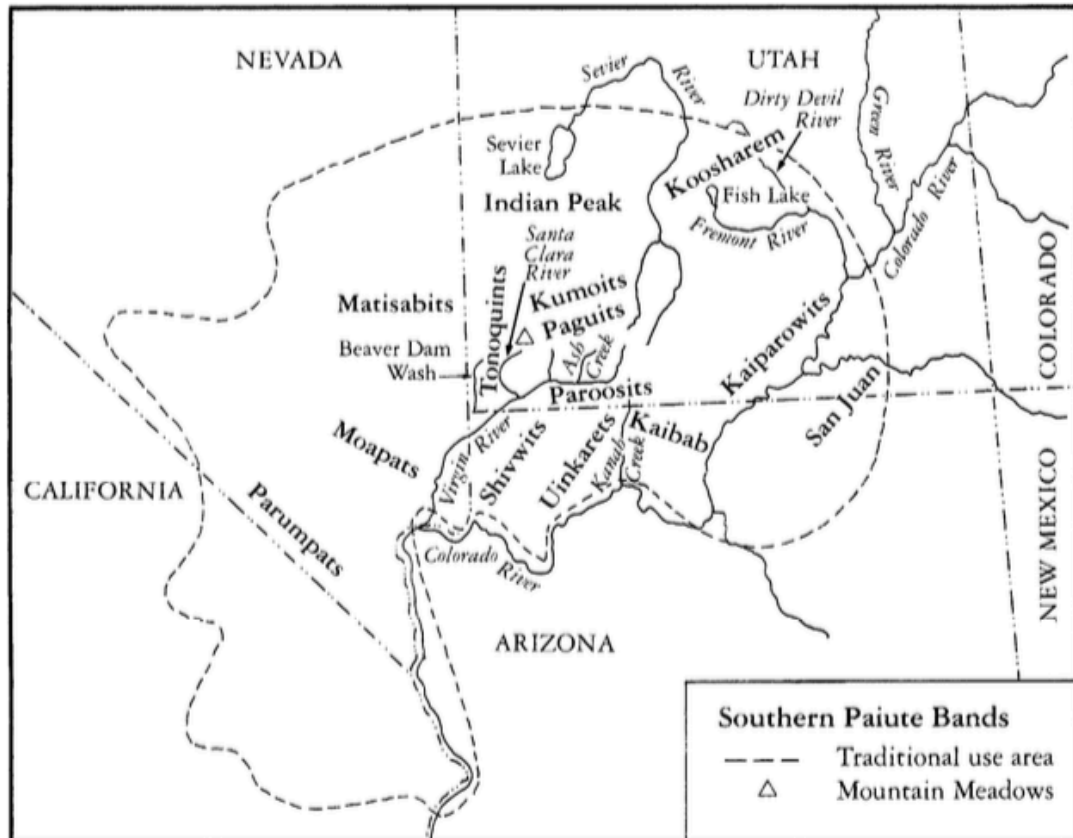 NEVADA
UTAH
Sevier
River
Dirty Devil
River
Green
River
Sevier
Lake
Koosharem
Fish Lake
Indian Peak
Fremont River
Colorado River
Santa
Clara
River
COLORADO
Matisabits
Tonoquints
Kumoits
Paguits
Beaver Dam
Wash
Ash
Creek
Kaiparowits
Paroosits
San Juan
Moapats
Virgin
River
Shivwits
Uinkarets
Kanab
Creek
Kaibab
CALIFORNIA
Parumpats
Colorado
River
NEW MEXICO
ARIZONA
Southern Paiute Bands
Traditional use area
Mountain Meadows